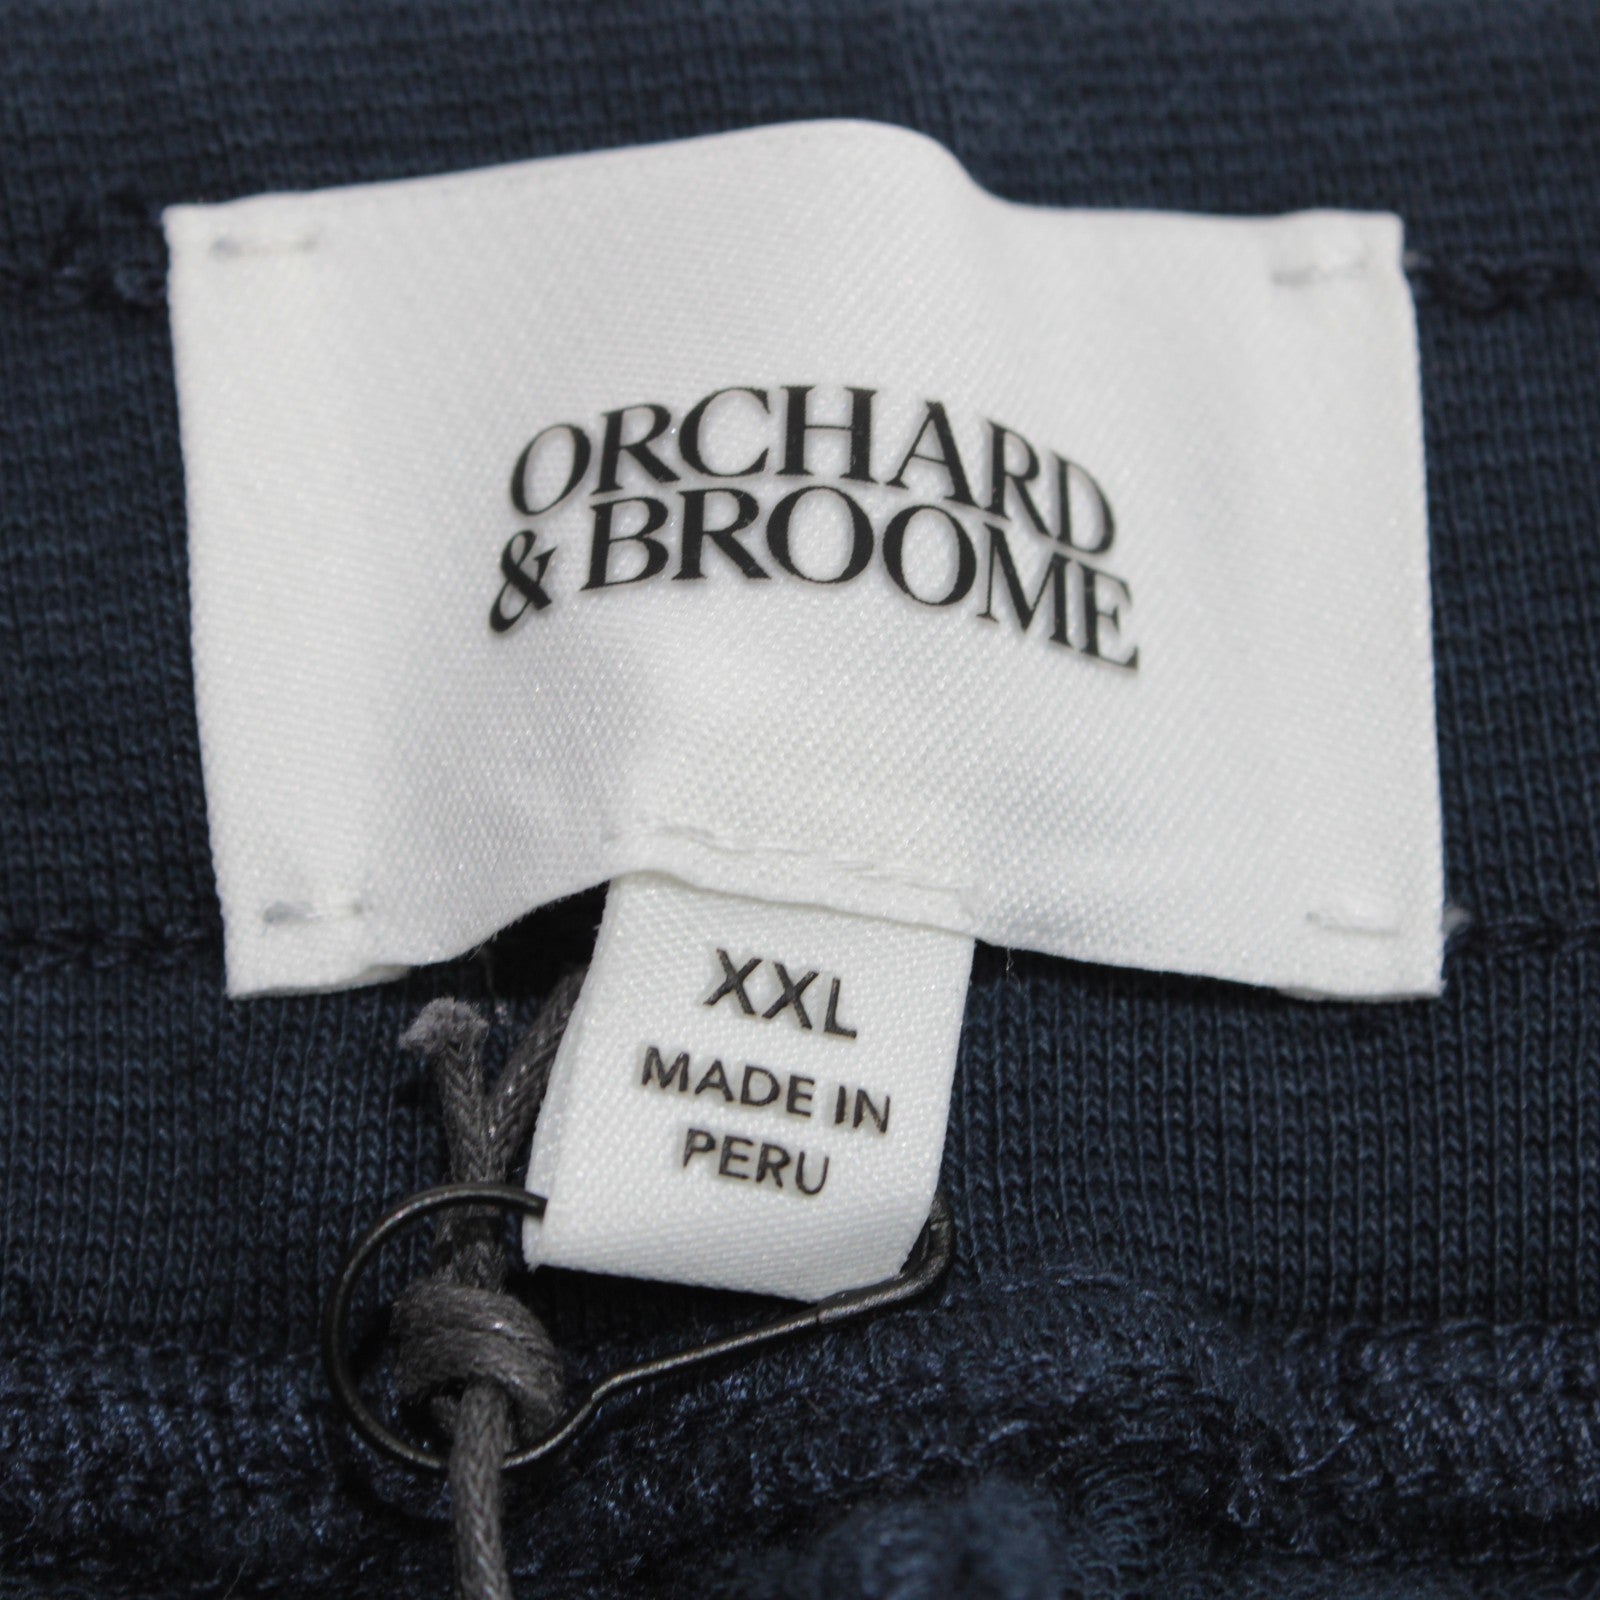 ORCHARD
& BROOME
XXL
MADE IN
PERU